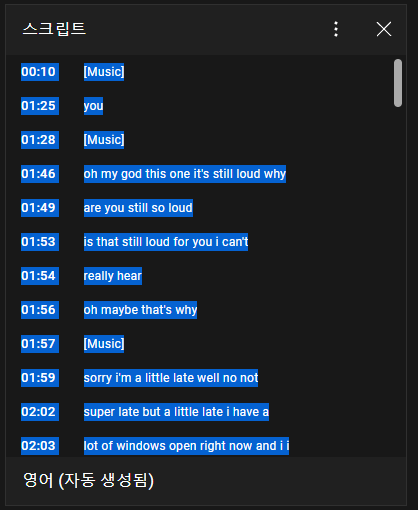 스크립트
00:10 [Music]
01:25 you
01:28 [Music]
01:46 oh my god this one it's still loud why
01:49 are you still so loud
01:53 is that still loud for you i can't
01:54 really hear
01:56 oh maybe that's why
01:57 [Music]
01:59 sorry i'm a little late well no not
02:02 super late but a little late i have a
02:03 lot of windows open right now and i i
영어 (자동 생성됨)